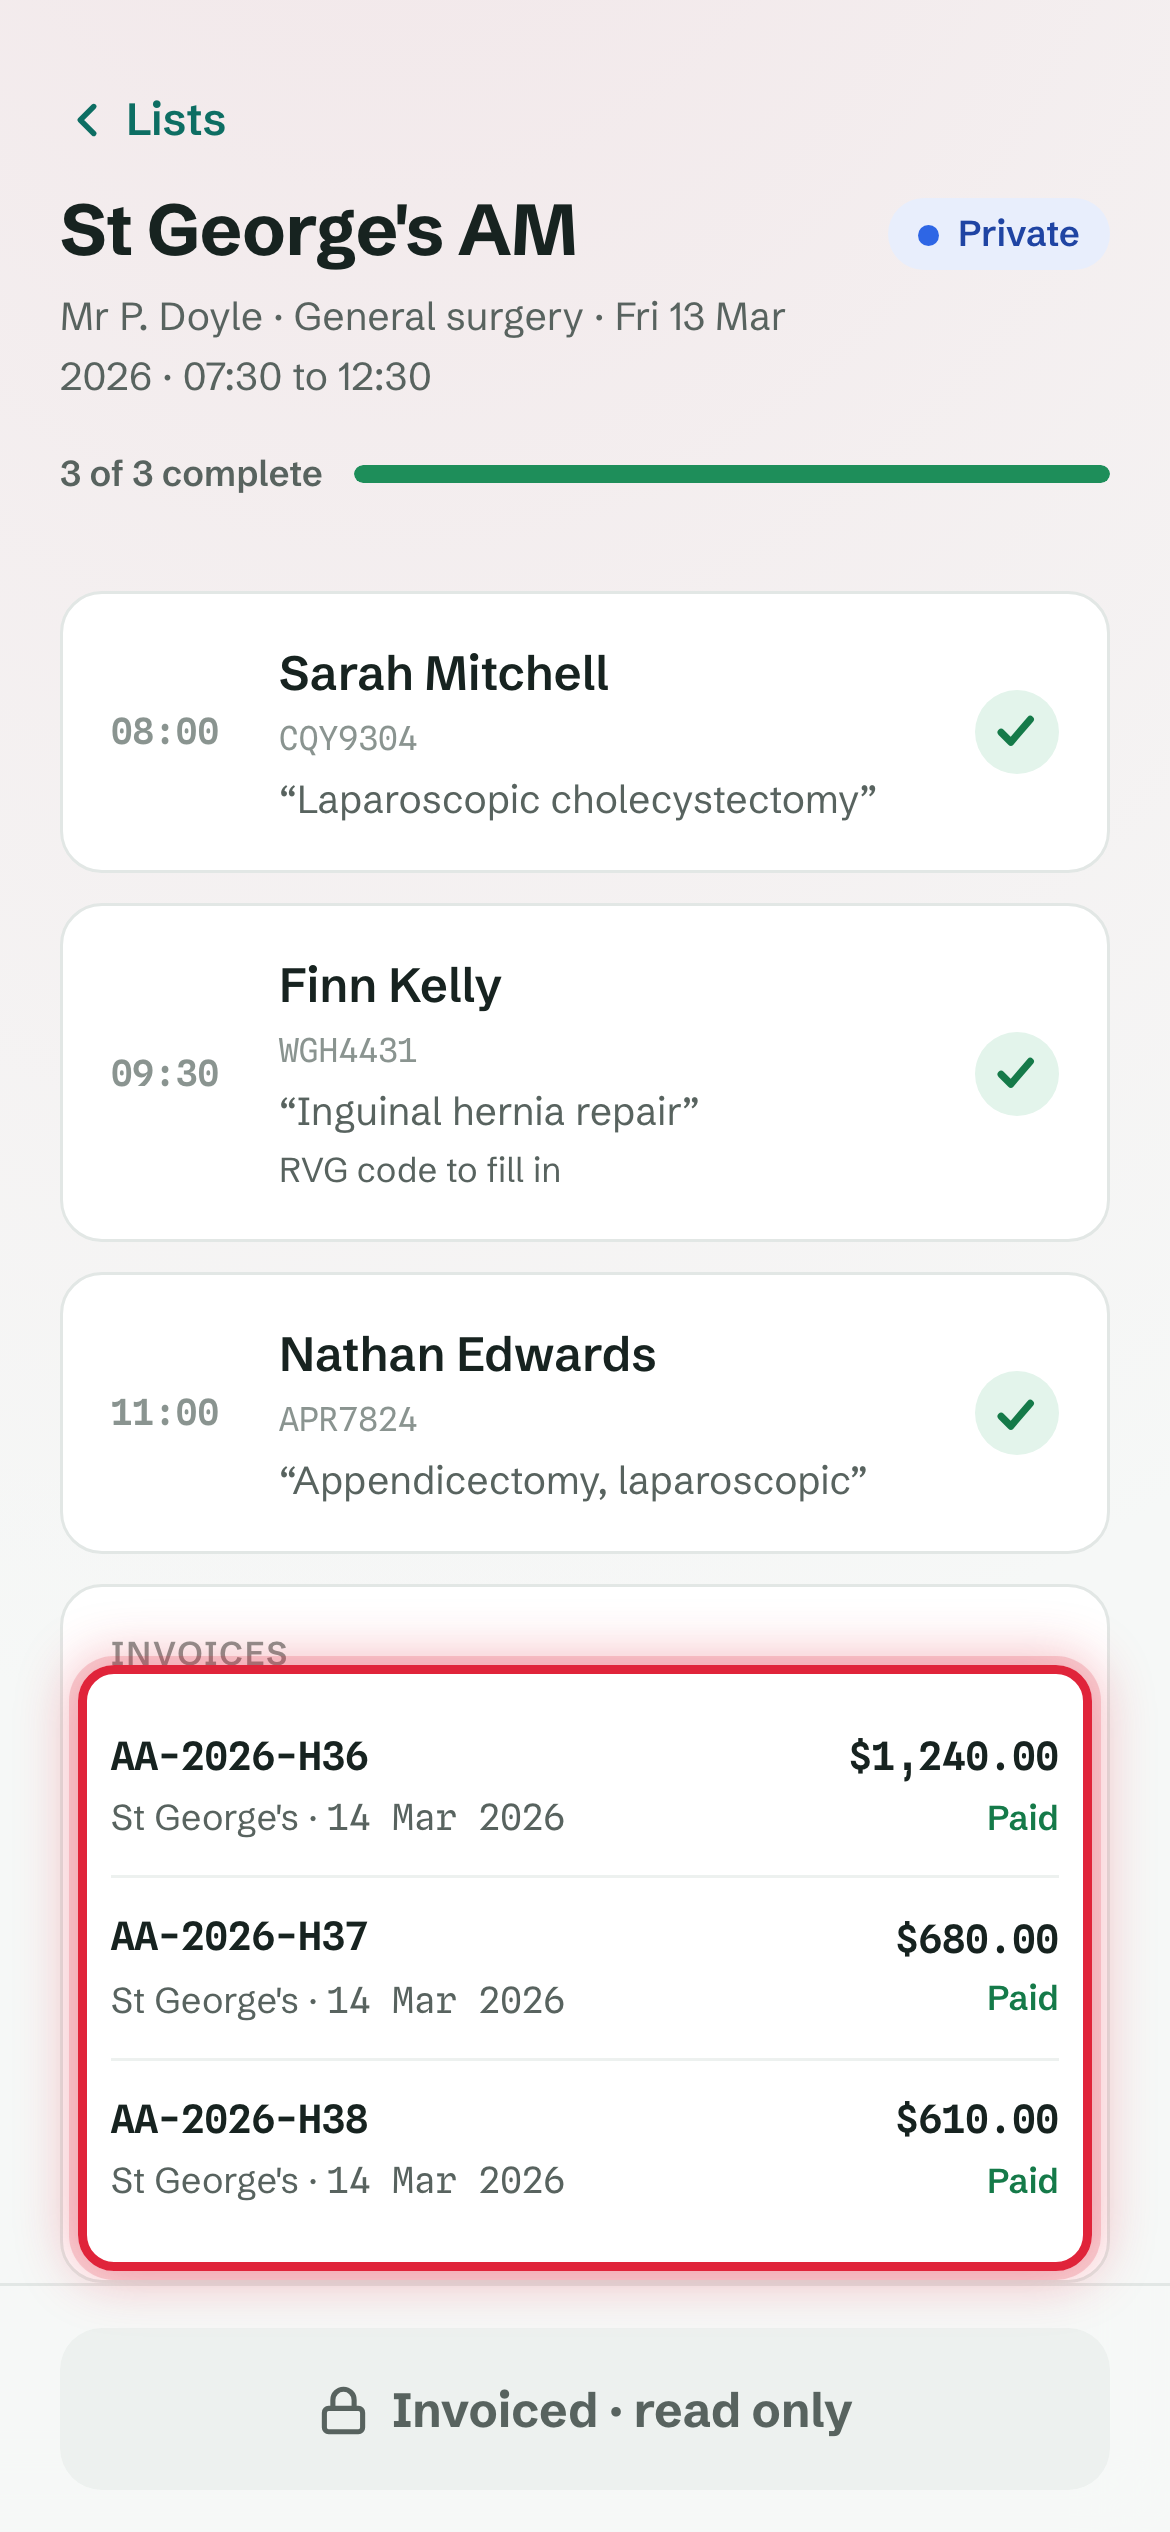 Lists
St George's AM
Private
Mr P. Doyle · General surgery · Fri 13 Mar
2026 · 07:30 to 12:30
3 of 3 complete
Sarah Mitchell
08:00
CQY9304
“Laparoscopic cholecystectomy”
Finn Kelly
WGH4431
09:30
“Inguinal hernia repair”
RVG code to fill in
Nathan Edwards
11:00
APR7824
“Appendicectomy, laparoscopic”
INVOICES
AA-2026-H36 $1,240.00
St George's · 14 Mar 2026 Paid
AA-2026-H37 $680.00
St George's · 14 Mar 2026 Paid
AA-2026-H38 $610.00
St George's · 14 Mar 2026 Paid
Invoiced · read only